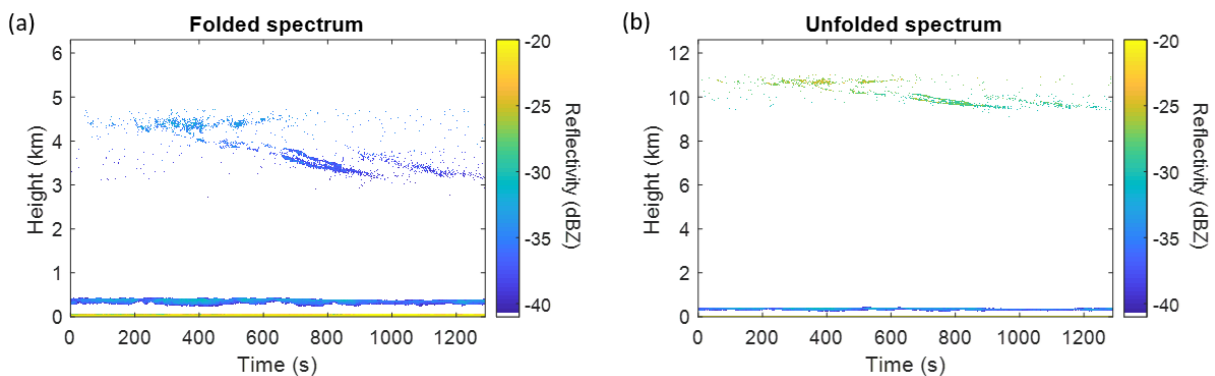 (a)
Folded spectrum
6
5
4
3
2
1
0
Height (km)
0 200 400 600 800 1000 1200
Time (s)
-20
-25
-30
-35
-40
Reflectivity (dBZ)
(b)
Unfolded spectrum
12
10
8
6
4
2
0
Height (km)
0 200 400 600 800 1000 1200
Time (s)
-20
-25
-30
-35
-40
Reflectivity (dBZ)